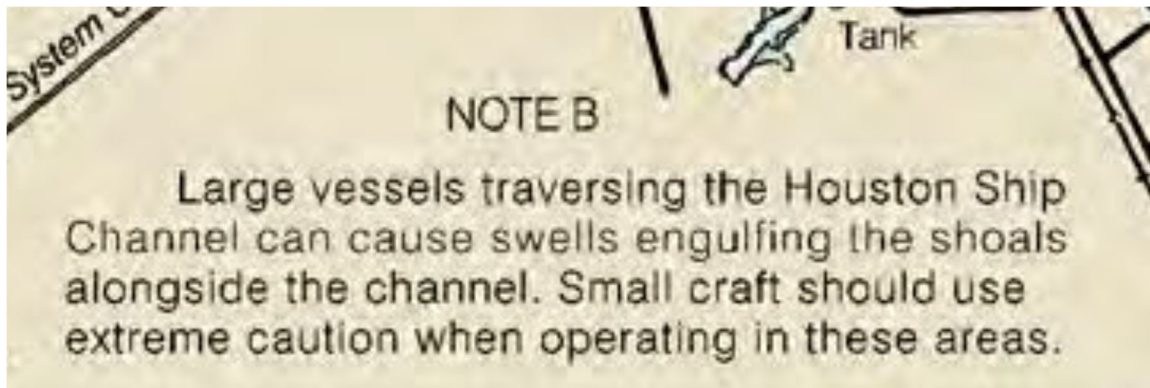 System
Tank
NOTE B
Large vessels traversing the Houston Ship
Channel can cause swells engulfing the shoals
alongside the channel. Small craft should use
extreme caution when operating in these areas.